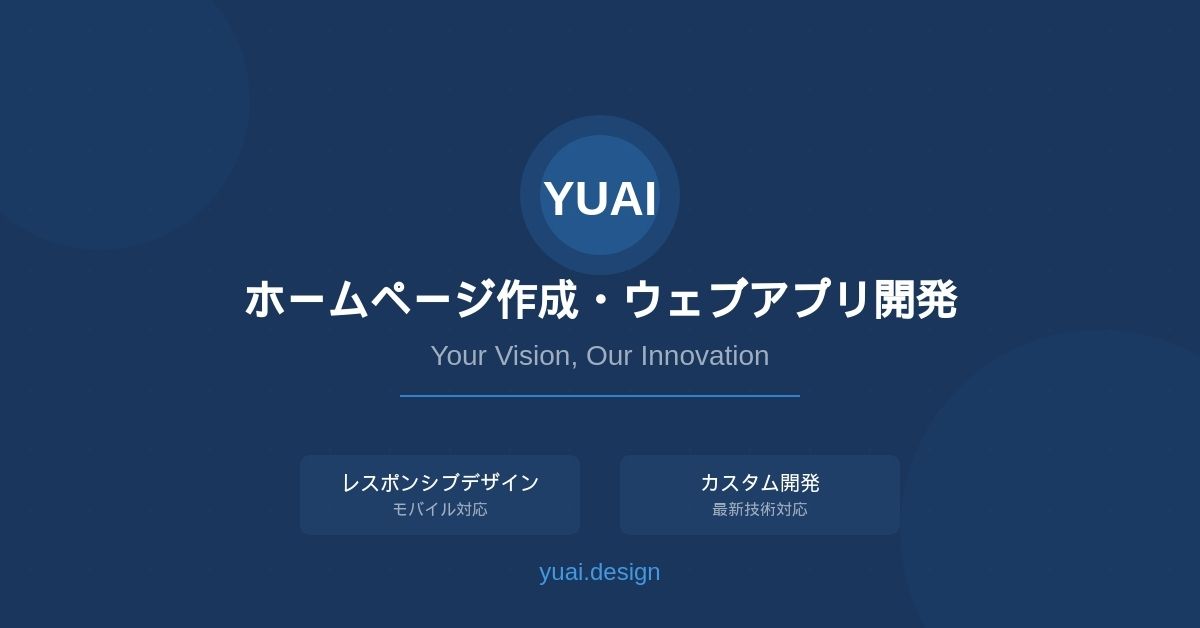 YUAI
ホームページ作成・ウェブアプリ開発
Your Vision, Our Innovation
レスポンシブデザイン
モバイル対応
カスタム開発
最新技術対応
yuai.design